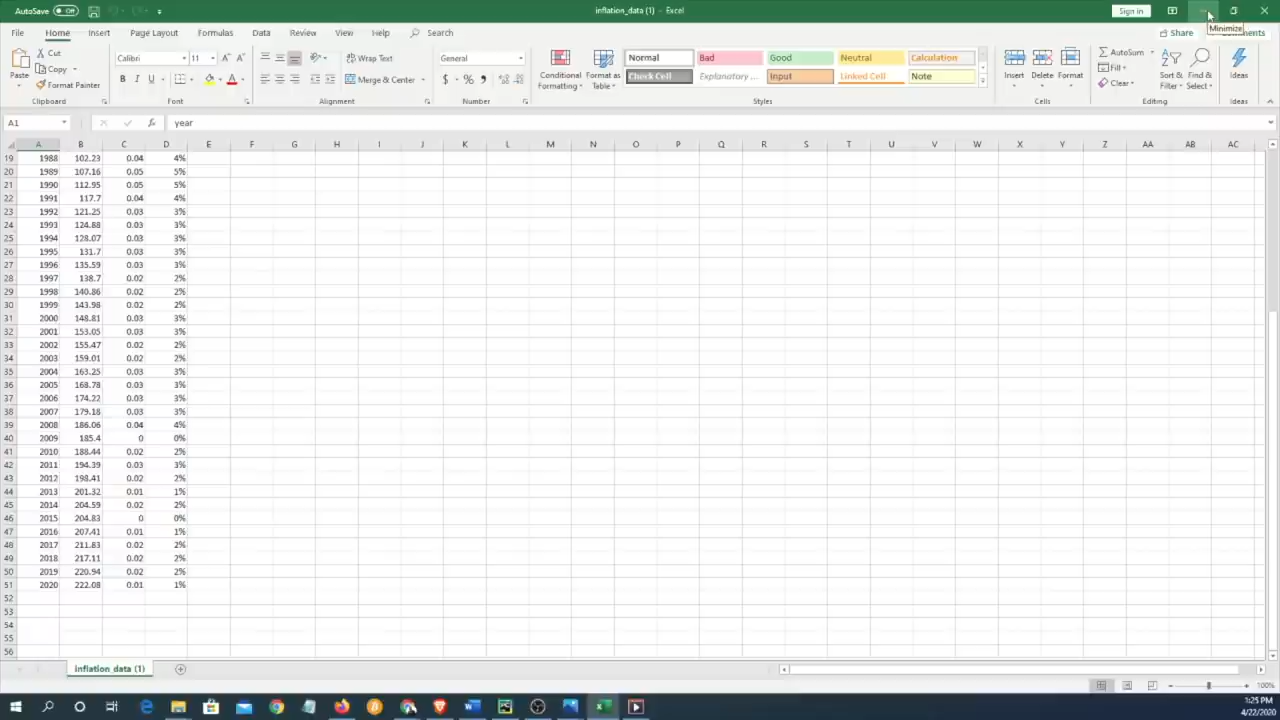 AutoSave Off inflation_data (1) - Excel Sign in
Minimize
File Home Insert Page Layout Formulas Data Review View Help Search Share Comments
Paste Cut Copy Format Painter Clipboard
Calibri 11 A A B I U A Font
Wrap Text Merge & Center Alignment
General $ % , Number
Conditional Formatting Format as Table
Normal Bad Good Neutral Calculation
Check Cell Explanatory ... Input Linked Cell Note
Styles
Insert Delete Format Cells
AutoSum Fill Clear Sort & Filter Find & Select Editing
Ideas Ideas
A1 fx year
A B C D E F G H I J K L M N O P Q R S T U V W X Y Z AA AB AC
19 1988 102.23 0.04 4%
20 1989 107.16 0.05 5%
21 1990 112.95 0.05 5%
22 1991 117.7 0.04 4%
23 1992 121.25 0.03 3%
24 1993 124.88 0.03 3%
25 1994 128.07 0.03 3%
26 1995 131.7 0.03 3%
27 1996 135.59 0.03 3%
28 1997 138.7 0.02 2%
29 1998 140.86 0.02 2%
30 1999 143.98 0.02 2%
31 2000 148.81 0.03 3%
32 2001 153.05 0.03 3%
33 2002 155.47 0.02 2%
34 2003 159.01 0.02 2%
35 2004 163.25 0.03 3%
36 2005 168.78 0.03 3%
37 2006 174.22 0.03 3%
38 2007 179.18 0.03 3%
39 2008 186.06 0.04 4%
40 2009 185.4 0 0%
41 2010 188.44 0.02 2%
42 2011 194.39 0.03 3%
43 2012 198.41 0.02 2%
44 2013 201.32 0.01 1%
45 2014 204.59 0.02 2%
46 2015 204.83 0 0%
47 2016 207.41 0.01 1%
48 2017 211.83 0.02 2%
49 2018 217.11 0.02 2%
50 2019 220.94 0.02 2%
51 2020 222.08 0.01 1%
52
53
54
55
56
inflation_data (1)
100%
1:25 PM
4/22/2020